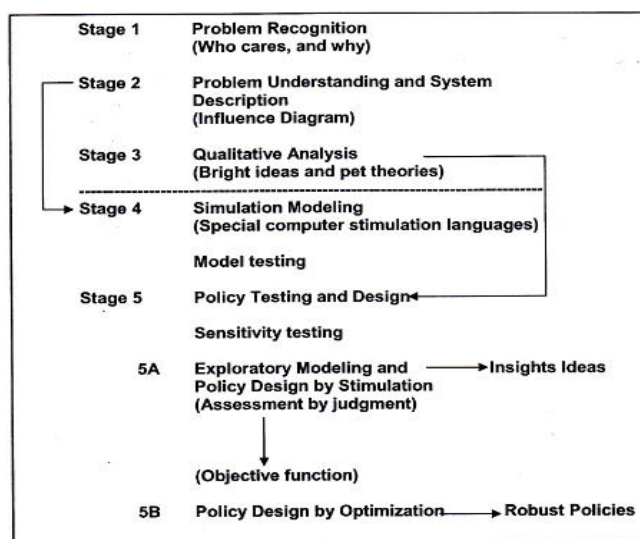 Stage 1 Problem Recognition
(Who cares, and why)
Stage 2 Problem Understanding and System
Description
(Influence Diagram)
Stage 3 Qualitative Analysis
(Bright ideas and pet theories)
Stage 4 Simulation Modeling
(Special computer stimulation languages)
Model testing
Stage 5 Policy Testing and Design
Sensitivity testing
5A Exploratory Modeling and Insights Ideas
Policy Design by Stimulation
(Assessment by judgment)
(Objective function)
5B Policy Design by Optimization Robust Policies